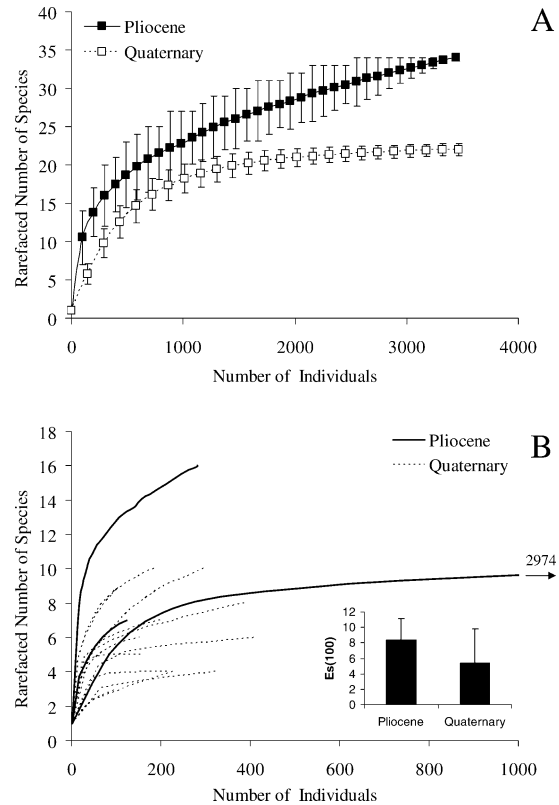 A
Pliocene
Quaternary
Rarefacted Number of Species
40
35
30
25
20
15
10
5
0
0 1000 2000 3000 4000
Number of Individuals
B
Pliocene
Quaternary
Rarefacted Number of Species
18
16
14
12
10
8
6
4
2
0
2974
Es(100)
12
10
8
6
4
2
0
Pliocene Quaternary
0 200 400 600 800 1000
Number of Individuals